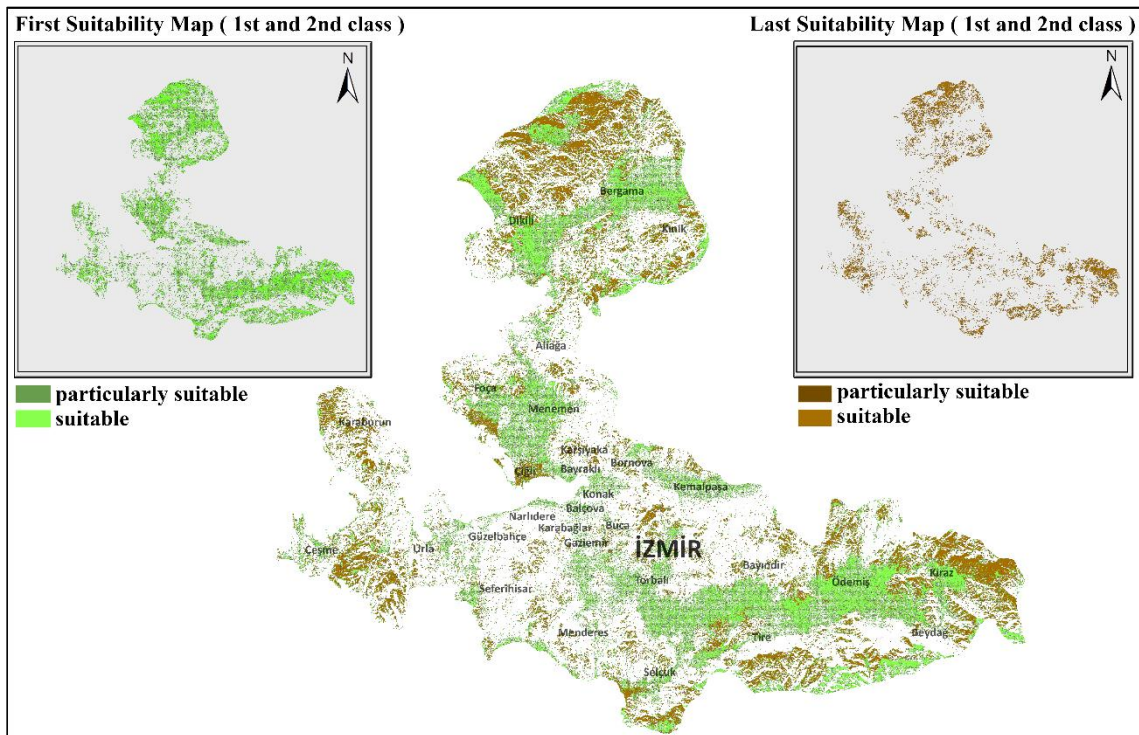 First Suitability Map ( 1st and 2nd class )
Last Suitability Map ( 1st and 2nd class )
N
N
particularly suitable
suitable
particularly suitable
suitable
Bergama
Dikili
Kınık
Aliağa
Foça
Menemen
Karaburun
Karşıyaka
Çiğli
Bayraklı
Bornova
Kemalpaşa
Konak
Balçova
Narlıdere
Karabağlar
Buca
Güzelbahçe
Gaziemir
İZMİR
Çeşme
Urla
Bayındır
Torbalı
Ödemiş
Kiraz
Seferihisar
Menderes
Tire
Beydağ
Selçuk